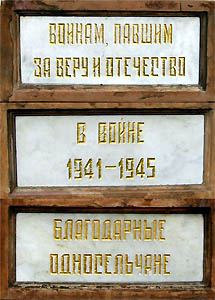 ВОИНАМ, ПАВШИМ
ЗА ВЕРУ И ОТЕЧЕСТВО
В ВОЙНЕ
1941-1945
БЛАГОДАРНЫЕ
ОДНОСЕЛЬЧАНЕ